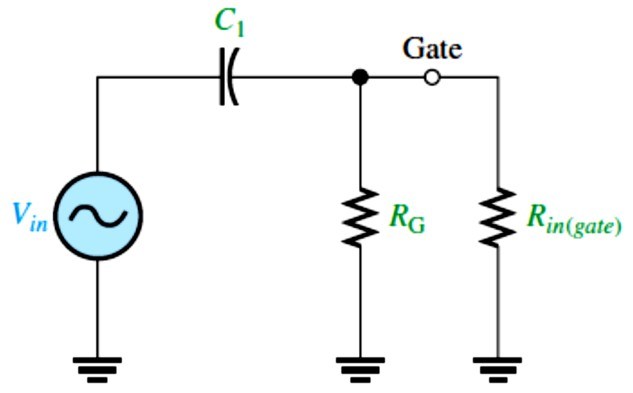 C1
Gate
Vin
RG
Rin(gate)